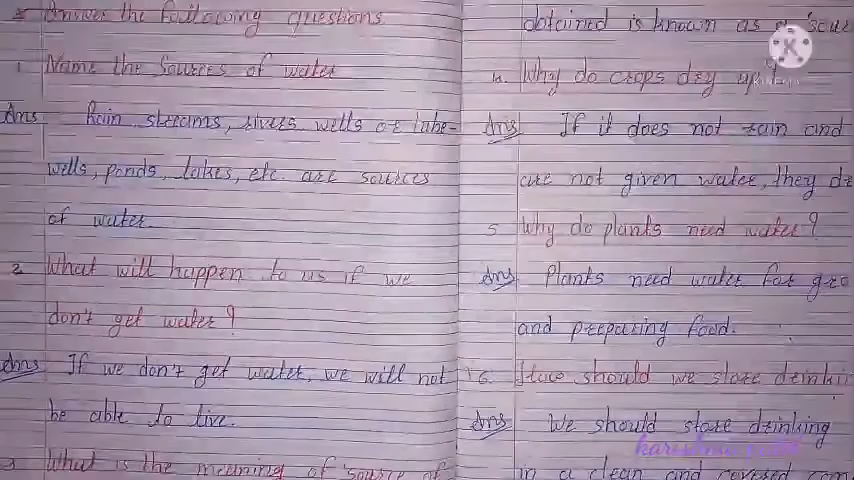 Answer the following questions.
1. Name the Sources of water
Ans Rain streams, rivers wells or tube-
wells, ponds, lakes, etc. are sources
of water.
2 What will happen to us if we
don't get water?
Ans If we don't get water, we will not
be able to live.
3 What is the meaning of 'source of
obtained is known as
4. Why do crops dry up?
Ans If it does not rain and
are not given water, they
5 Why do plants need water?
Ans Plants need water for
and preparing food.
6. How should we store
Ans We should store drinking
in a clean and covered
K
KINEMASTER